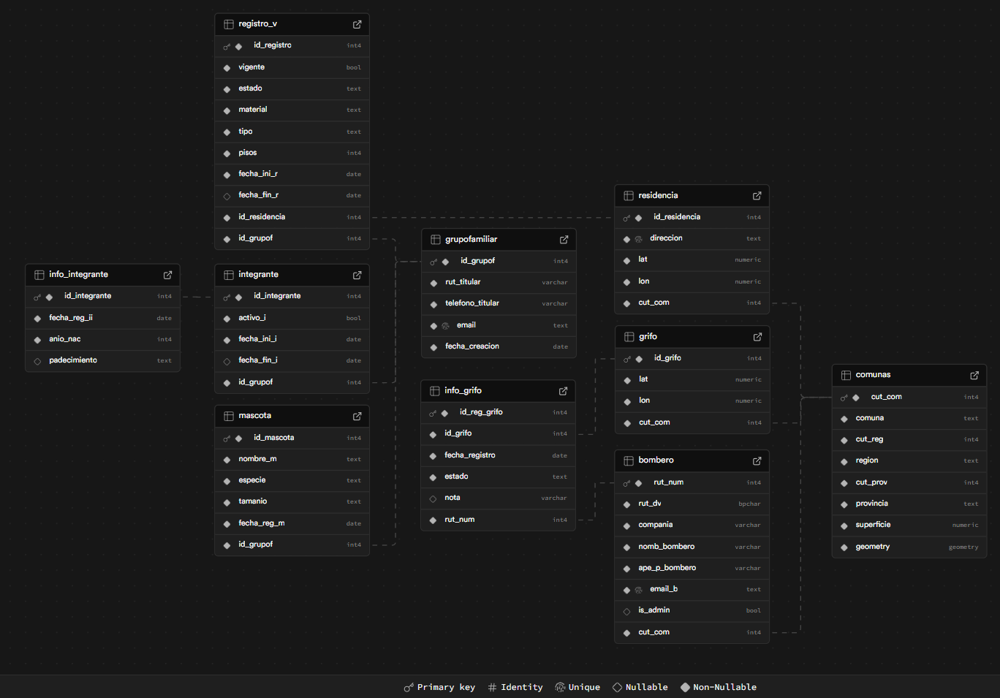 registro_v
id_registro int4
vigente bool
estado text
material text
tipo text
pisos int4
fecha_ini_r date
fecha_fin_r date
id_residencia int4
id_grupof int4
info_integrante
id_integrante int4
fecha_reg_ii date
anio_nac int4
padecimiento text
integrante
id_integrante int4
activo_i bool
fecha_ini_i date
fecha_fin_i date
id_grupof int4
mascota
id_mascota int4
nombre_m text
especie text
tamanio text
fecha_reg_m date
id_grupof int4
grupofamiliar
id_grupof int4
rut_titular varchar
telefono_titular varchar
email text
fecha_creacion date
info_grifo
id_reg_grifo int4
id_grifo int4
fecha_registro date
estado text
nota varchar
rut_num int4
residencia
id_residencia int4
direccion text
lat numeric
lon numeric
cut_com int4
grifo
id_grifo int4
lat numeric
lon numeric
cut_com int4
bombero
rut_num int4
rut_dv bpchar
compania varchar
nomb_bombero varchar
ape_p_bombero varchar
email_b text
is_admin bool
cut_com int4
comunas
cut_com int4
comuna text
cut_reg int4
region text
cut_prov int4
provincia text
superficie numeric
geometry geometry
Primary key # Identity Unique Nullable Non-Nullable